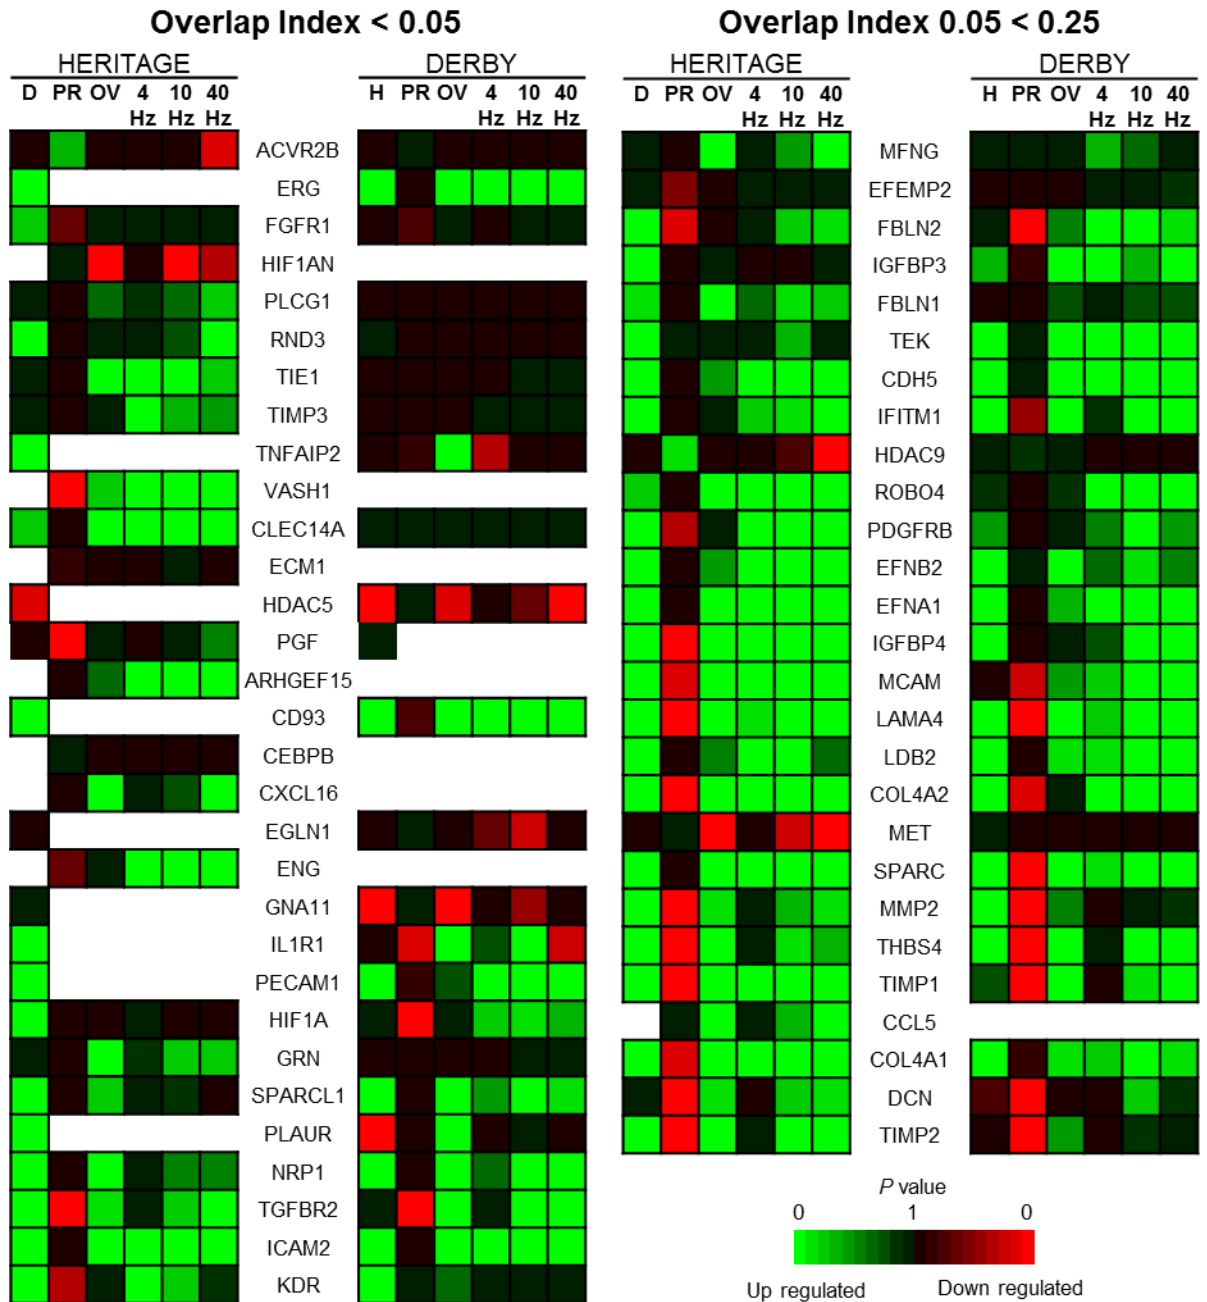 Overlap Index < 0.05
Overlap Index 0.05 < 0.25
HERITAGE
DERBY
HERITAGE
DERBY
D PR OV 4 Hz 10 Hz 40 Hz
H PR OV 4 Hz 10 Hz 40 Hz
D PR OV 4 Hz 10 Hz 40 Hz
H PR OV 4 Hz 10 Hz 40 Hz
ACVR2B
ERG
FGFR1
HIF1AN
PLCG1
RND3
TIE1
TIMP3
TNFAIP2
VASH1
CLEC14A
ECM1
HDAC5
PGF
ARHGEF15
CD93
CEBPB
CXCL16
EGLN1
ENG
GNA11
IL1R1
PECAM1
HIF1A
GRN
SPARCL1
PLAUR
NRP1
TGFBR2
ICAM2
KDR
MFNG
EFEMP2
FBLN2
IGFBP3
FBLN1
TEK
CDH5
IFITM1
HDAC9
ROBO4
PDGFRB
EFNB2
EFNA1
IGFBP4
MCAM
LAMA4
LDB2
COL4A2
MET
SPARC
MMP2
THBS4
TIMP1
CCL5
COL4A1
DCN
TIMP2
P value
0 1 0
Up regulated Down regulated